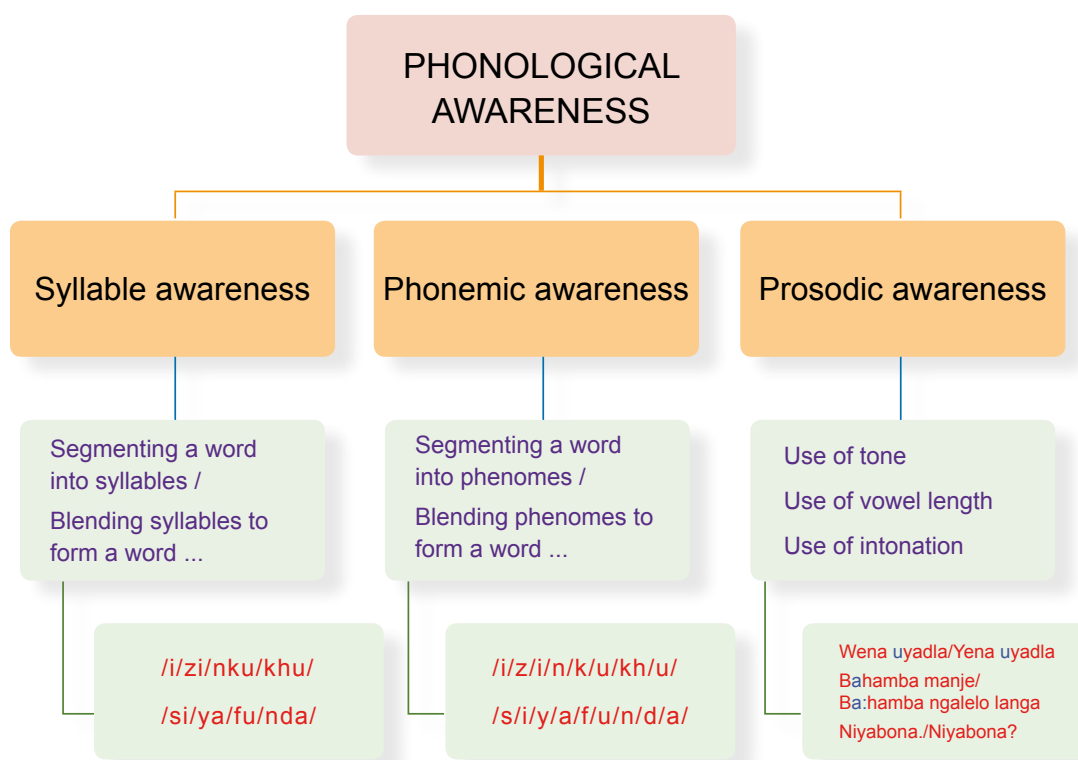 PHONOLOGICAL
AWARENESS
Syllable awareness
Phonemic awareness
Prosodic awareness
Segmenting a word
into syllables /
Blending syllables to
form a word ...
Segmenting a word
into phenomes /
Blending phenomes to
form a word ...
Use of tone
Use of vowel length
Use of intonation
/i/zi/nku/khu/
/si/ya/fu/nda/
/i/z/i/n/k/u/kh/u/
/s/i/y/a/f/u/n/d/a/
Wena uyadla/Yena uyadla
Bahamba manje/
Ba:hamba ngalelo langa
Niyabona./Niyabona?